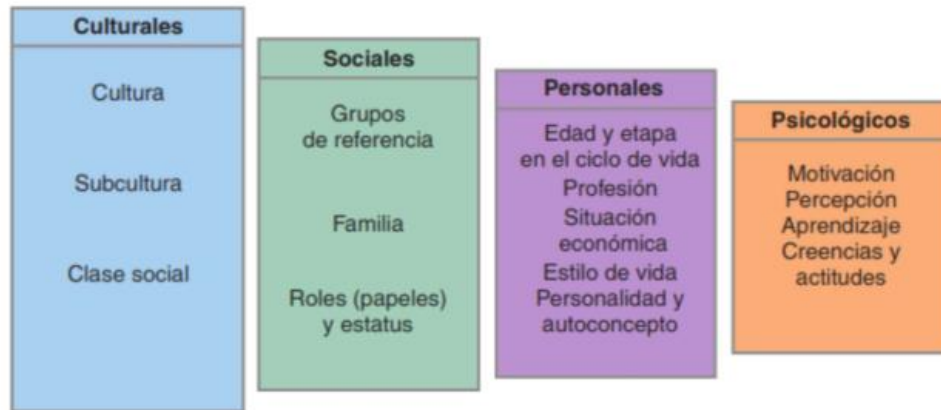 Culturales
Cultura
Subcultura
Clase social
Sociales
Grupos
de referencia
Familia
Roles (papeles)
y estatus
Personales
Edad y etapa
en el ciclo de vida
Profesión
Situación
económica
Estilo de vida
Personalidad y
autoconcepto
Psicológicos
Motivación
Percepción
Aprendizaje
Creencias y
actitudes